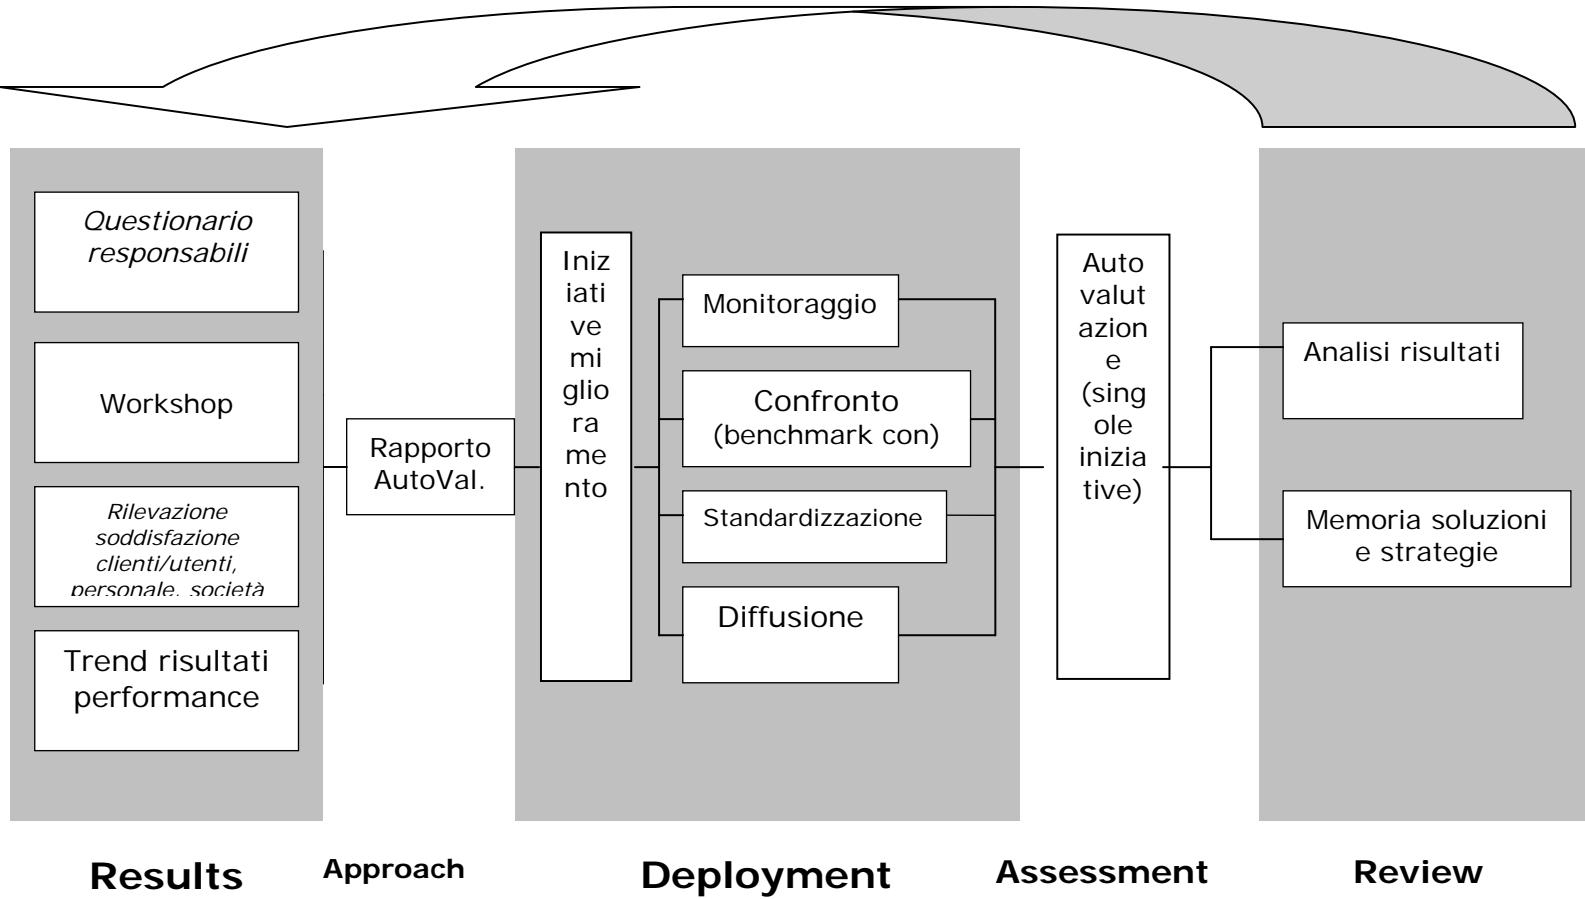 Questionario
responsabili
Workshop
Rilevazione
soddisfazione
clienti/utenti,
personale, società
Trend risultati
performance
Rapporto
AutoVal.
Iniz
iati
ve
mi
glio
ra
me
nto
Monitoraggio
Confronto
(benchmark con)
Standardizzazione
Diffusione
Auto
valut
azion
e
(sing
ole
inizia
tive)
Analisi risultati
Memoria soluzioni
e strategie
Results
Approach
Deployment
Assessment
Review